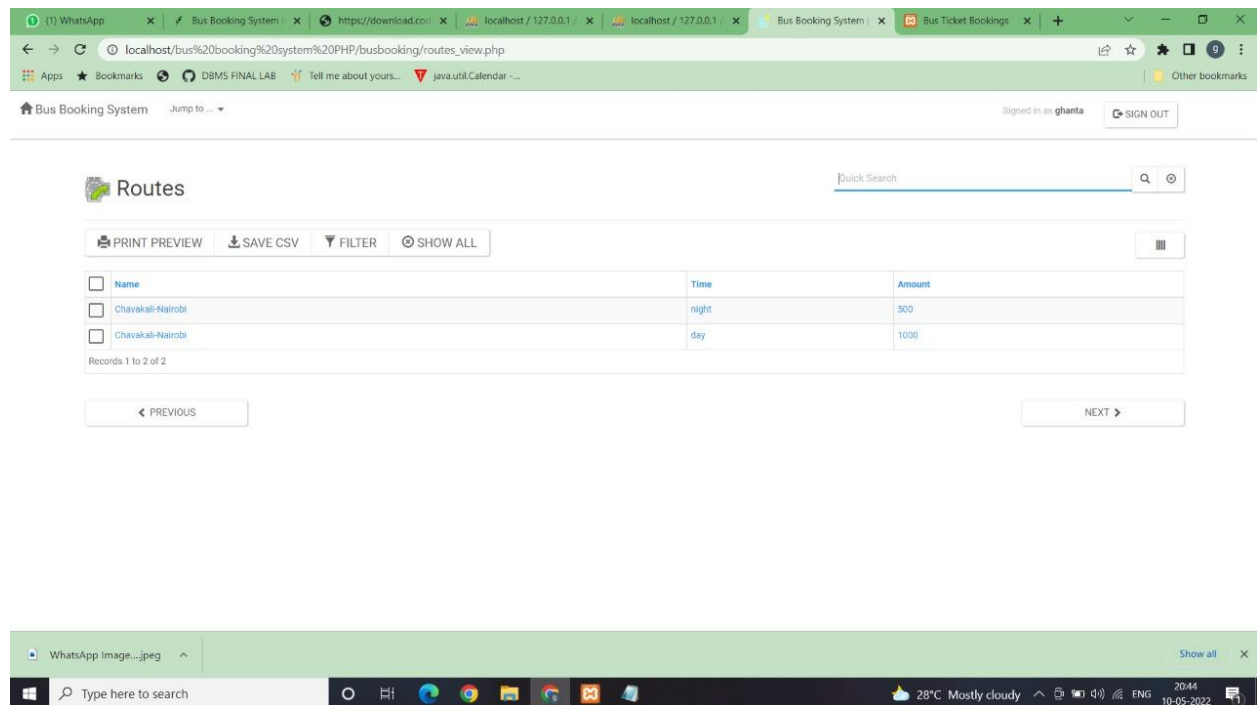 (1) WhatsApp Bus Booking System | https://download.cod localhost / 127.0.0.1 / localhost / 127.0.0.1 / Bus Booking System | Bus Ticket Bookings
localhost/bus%20booking%20system%20PHP/busbooking/routes_view.php g
Apps Bookmarks DBMS FINAL LAB Tell me about yours... java.util.Calendar -... Other bookmarks
Bus Booking System Jump to ... Signed in as ghanta SIGN OUT
Routes Quick Search
PRINT PREVIEW SAVE CSV FILTER SHOW ALL
Name Time Amount
Chavakali-Nairobi night 500
Chavakali-Nairobi day 1000
Records 1 to 2 of 2
PREVIOUS NEXT
WhatsApp Image....jpeg Show all
Type here to search 28°C Mostly cloudy ENG 20:44
10-05-2022